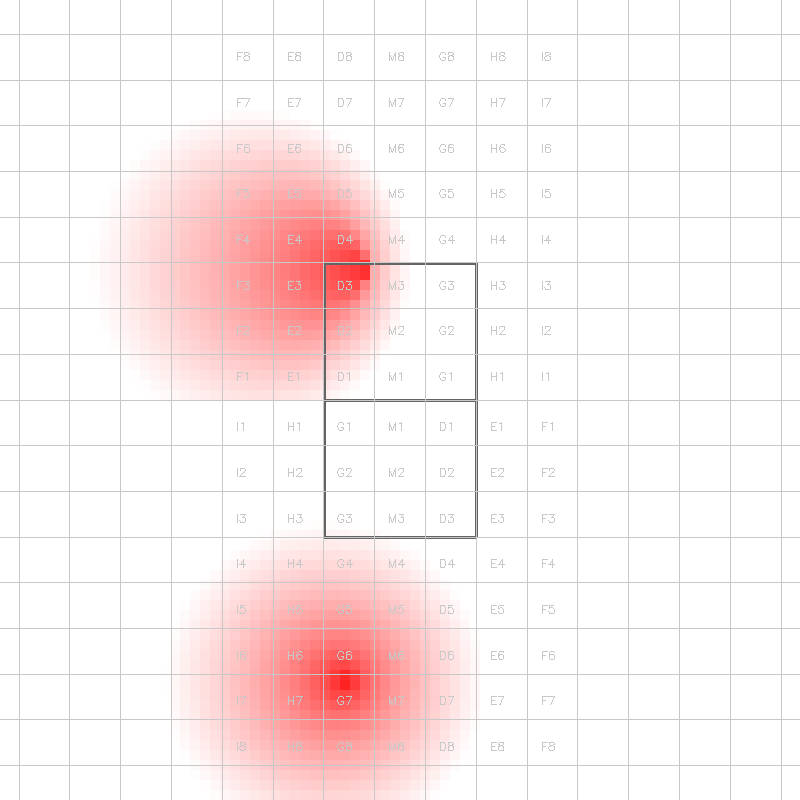 F8 E8 D8 M8 G8 H8 I8
F7 E7 D7 M7 G7 H7 I7
F6 E6 D6 M6 G6 H6 I6
F5 E5 D5 M5 G5 H5 I5
F4 E4 D4 M4 G4 H4 I4
F3 E3 D3 M3 G3 H3 I3
F2 E2 D2 M2 G2 H2 I2
F1 E1 D1 M1 G1 H1 I1
I1 H1 G1 M1 D1 E1 F1
I2 H2 G2 M2 D2 E2 F2
I3 H3 G3 M3 D3 E3 F3
I4 H4 G4 M4 D4 E4 F4
I5 H5 G5 M5 D5 E5 F5
I6 H6 G6 M6 D6 E6 F6
I7 H7 G7 M7 D7 E7 F7
I8 H8 G8 M8 D8 E8 F8